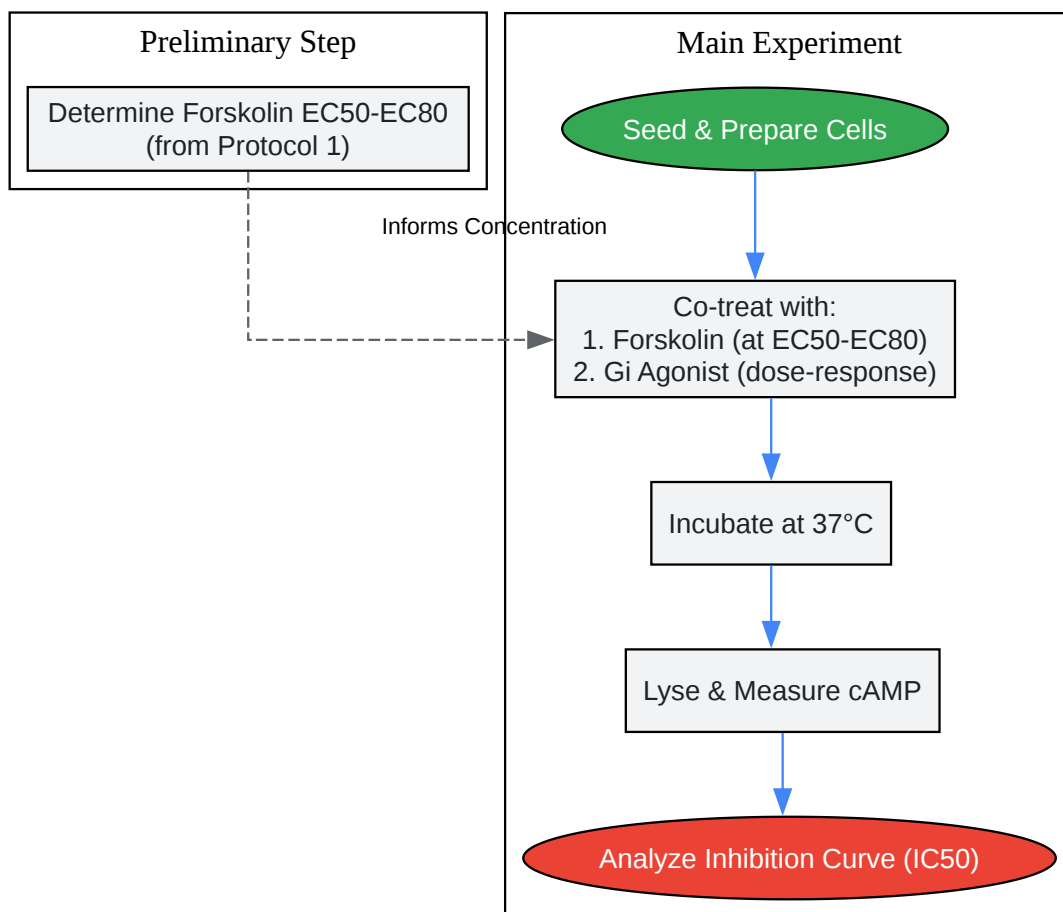 Preliminary Step
Determine Forskolin EC50-EC80
(from Protocol 1)
Informs Concentration
Main Experiment
Seed & Prepare Cells
Co-treat with:
1. Forskolin (at EC50-EC80)
2. Gi Agonist (dose-response)
Incubate at 37°C
Lyse & Measure cAMP
Analyze Inhibition Curve (IC50)